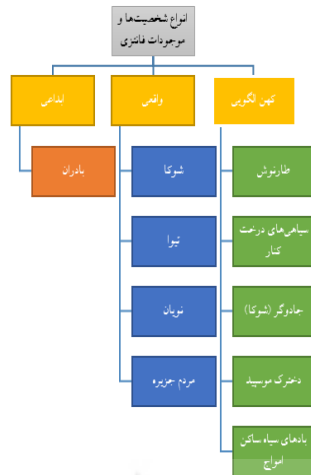 انواع شخصیت‌ها و
موجودات فانتزی
کهن الگویی
واقعی
ابداعی
طارنوش
سیاهی‌های درخت
کنار
جادوگر (شوکا)
دخترک موسپید
بادهای سیاه ساکن
امواج
شوکا
تیوا
نویان
مردم جزیره
بادران